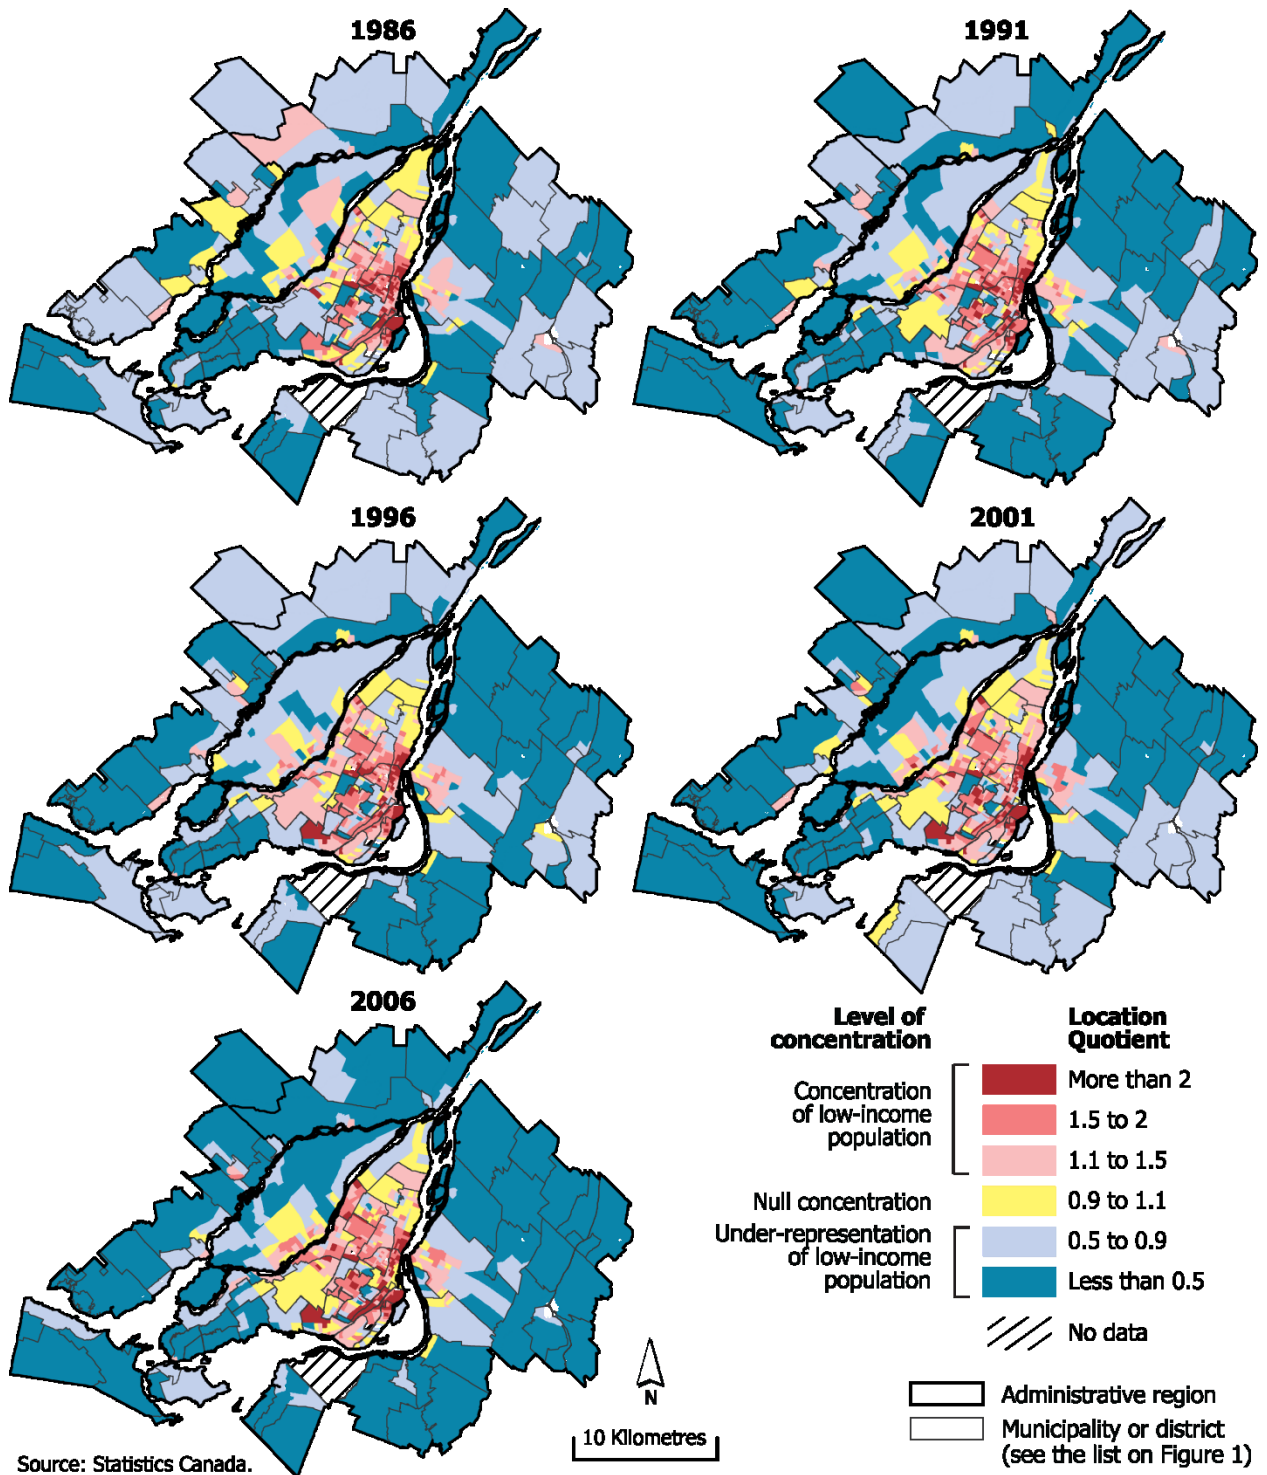 1986
1991
1996
2001
2006
Level of
concentration
Location
Quotient
Concentration
of low-income
population
More than 2
1.5 to 2
1.1 to 1.5
Null concentration
0.9 to 1.1
Under-representation
of low-income
population
0.5 to 0.9
Less than 0.5
No data
N
10 Kilometres
Administrative region
Municipality or district
(see the list on Figure 1)
Source: Statistics Canada.